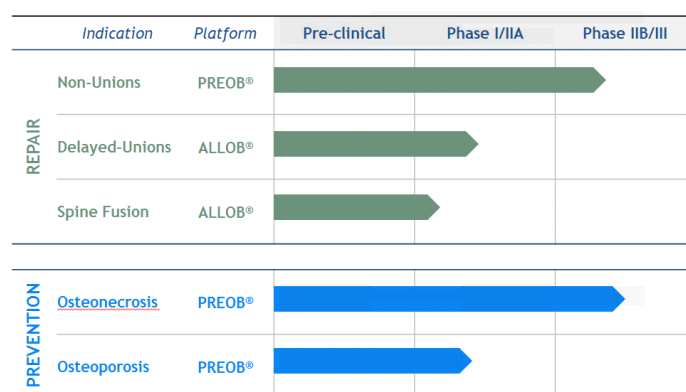 Indication Platform Pre-clinical Phase I/IIA Phase IIB/III
REPAIR
Non-Unions PREOB®
Delayed-Unions ALLOB®
Spine Fusion ALLOB®
PREVENTION
Osteonecrosis PREOB®
Osteoporosis PREOB®